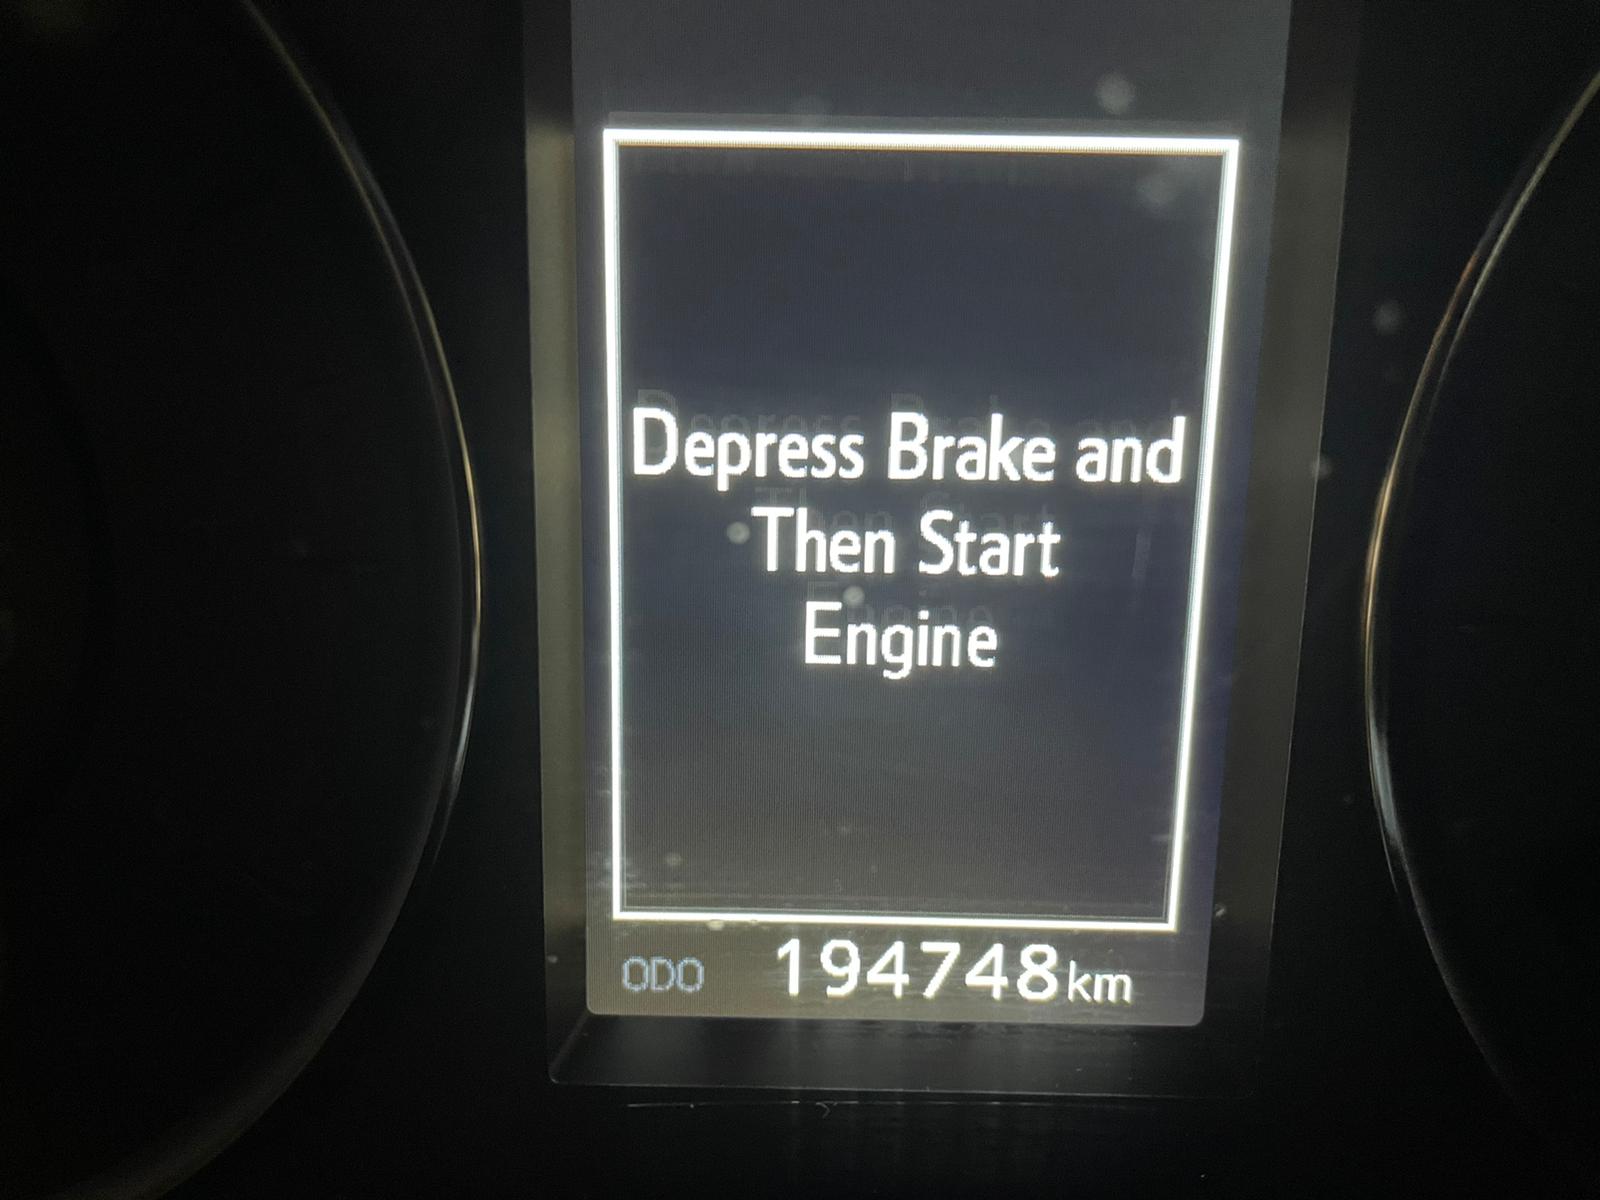 Depress Brake and
Then Start
Engine
ODO 194748 km